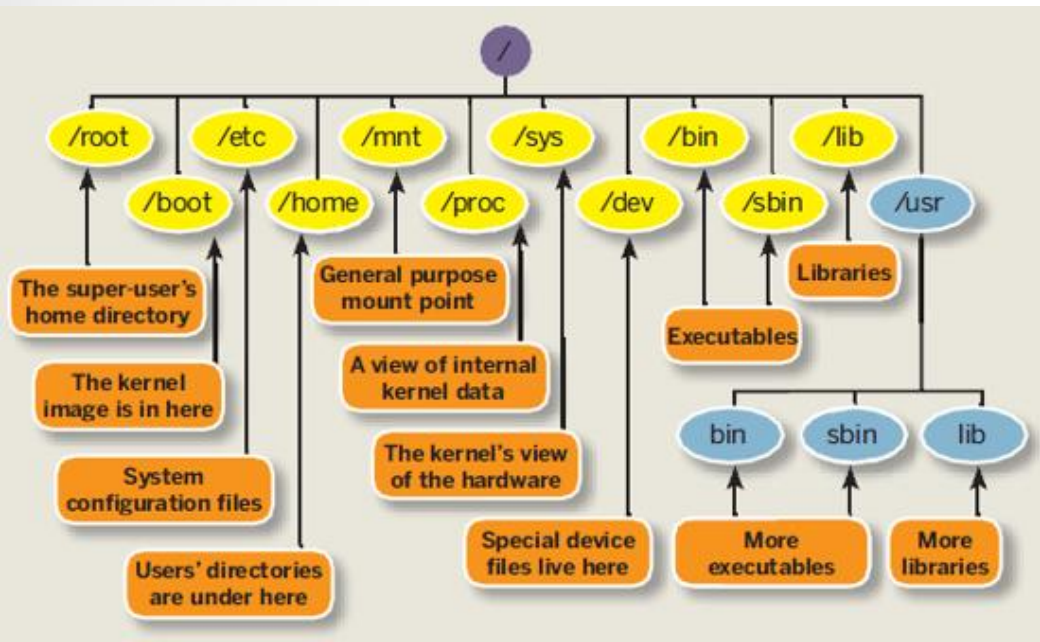 /
/root
/etc
/mnt
/sys
/bin
/lib
/boot
/home
/proc
/dev
/sbin
/usr
The super-user's
home directory
General purpose
mount point
Libraries
Executables
The kernel
image is in here
A view of internal
kernel data
bin
sbin
lib
System
configuration files
The kernel's view
of the hardware
Users' directories
are under here
Special device
files live here
More
executables
More
libraries